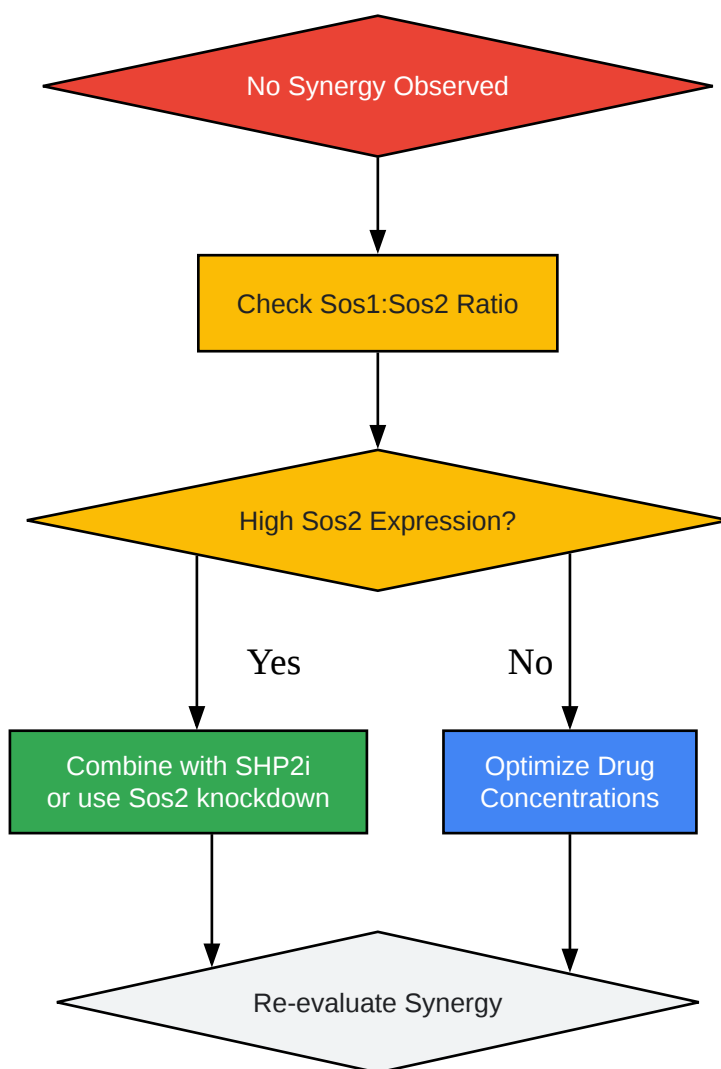 No Synergy Observed
Check Sos1:Sos2 Ratio
High Sos2 Expression?
Yes
No
Combine with SHP2i
or use Sos2 knockdown
Optimize Drug
Concentrations
Re-evaluate Synergy